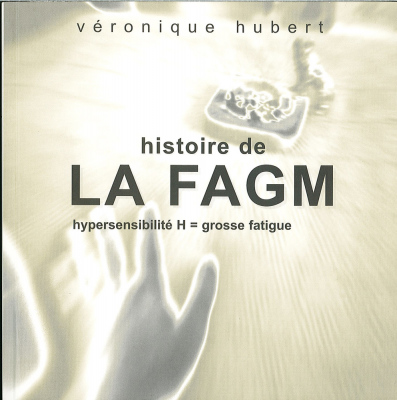 véronique hubert
histoire de
LA FAGM
hypersensibilité H = grosse fatigue